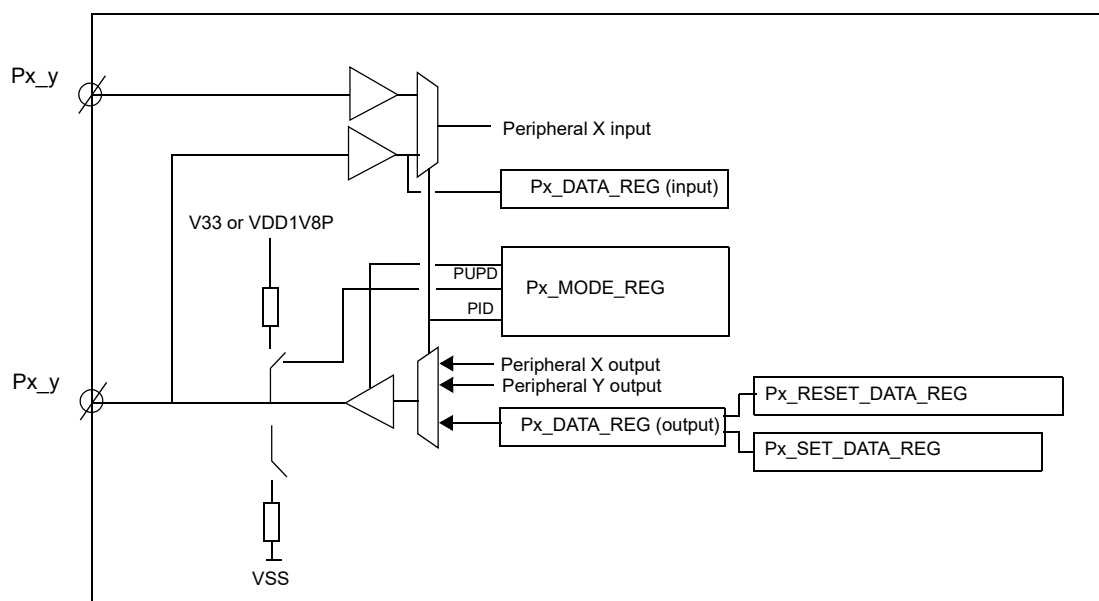 Px_y
Peripheral X input
Px_DATA_REG (input)
V33 or VDD1V8P
PUPD
Px_MODE_REG
PID
Peripheral X output
Px_y
Peripheral Y output
Px_RESET_DATA_REG
Px_DATA_REG (output)
Px_SET_DATA_REG
VSS